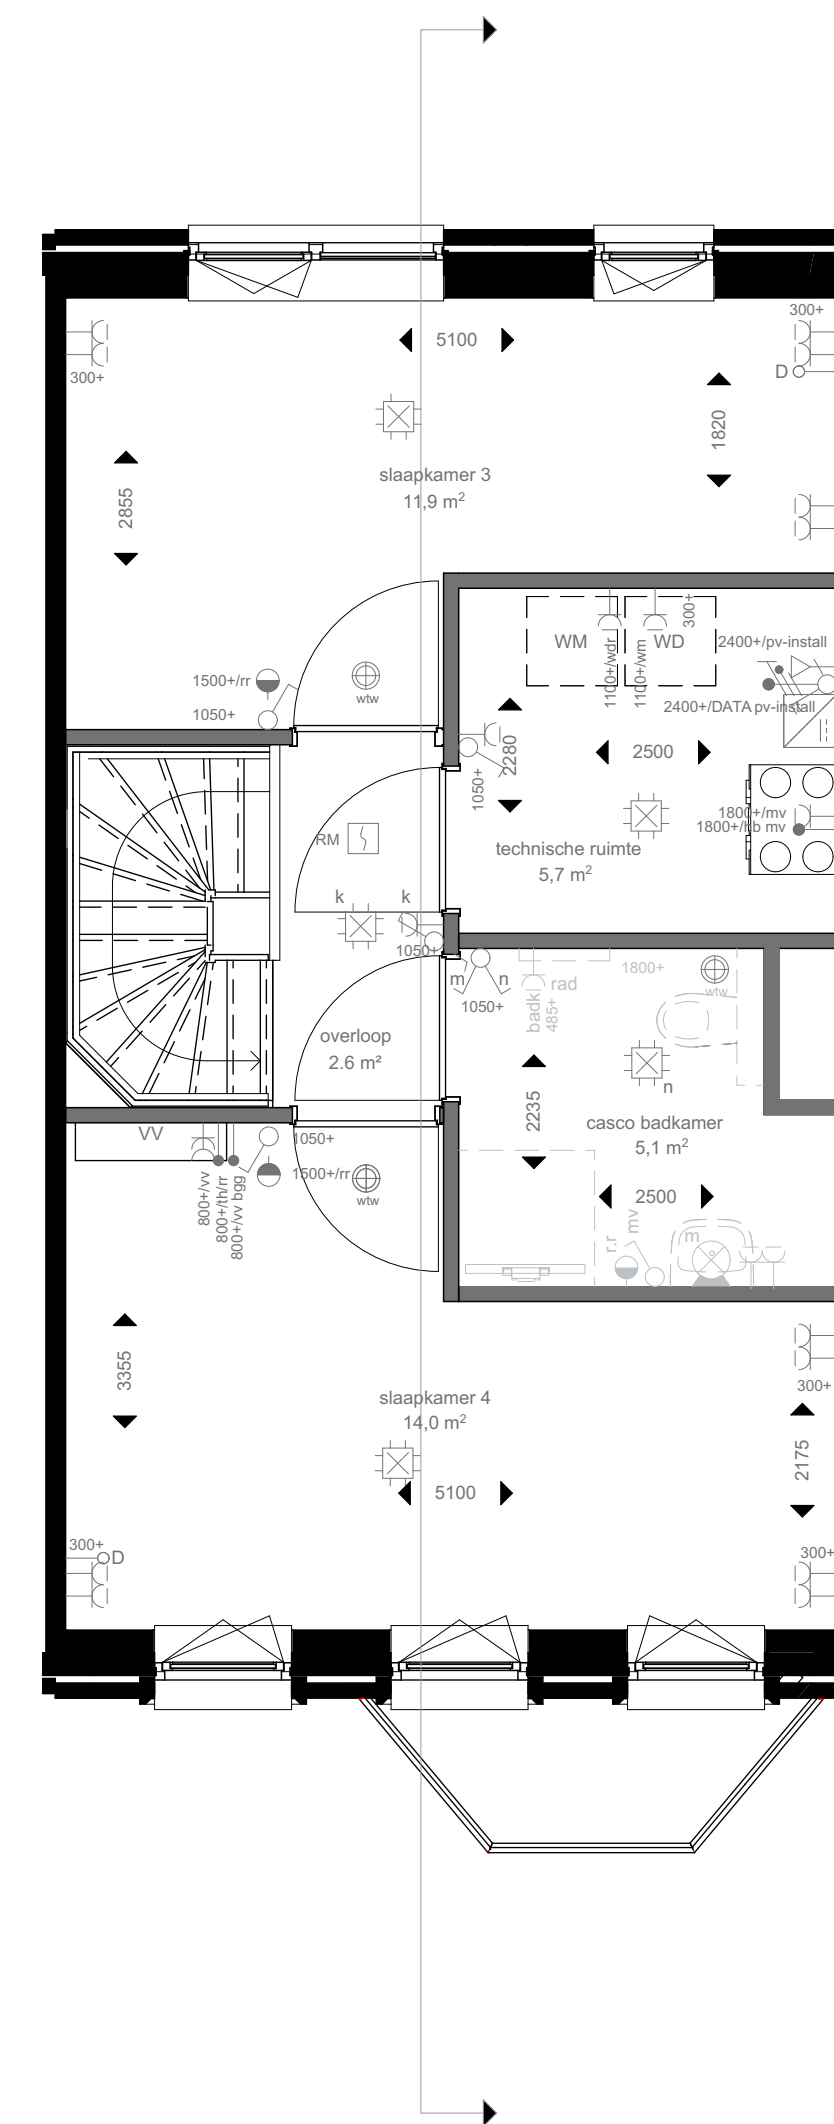 300+
5100
300+
D
1820
slaapkamer 3
11,9 m²
2855
300+
WM
WD
1100+/wdr
1100+/wm
2400+/pv-install
1500+/rr
wtw
1050+
2400+/DATA pv-install
2280
2500
1050+
1800+/mv
1800+/hb mv
RM
technische ruimte
5,7 m²
k
k
1050+
m
n
1050+
badk
rad
485+
1800+
wtw
overloop
2.6 m²
n
2235
casco badkamer
5,1 m²
VV
1050+
1500+/rr
wtw
800+/vv
800+/th/rr
800+/vv bgg
2500
r.r
mv
m
3355
300+
slaapkamer 4
14,0 m²
2175
5100
300+
D
300+